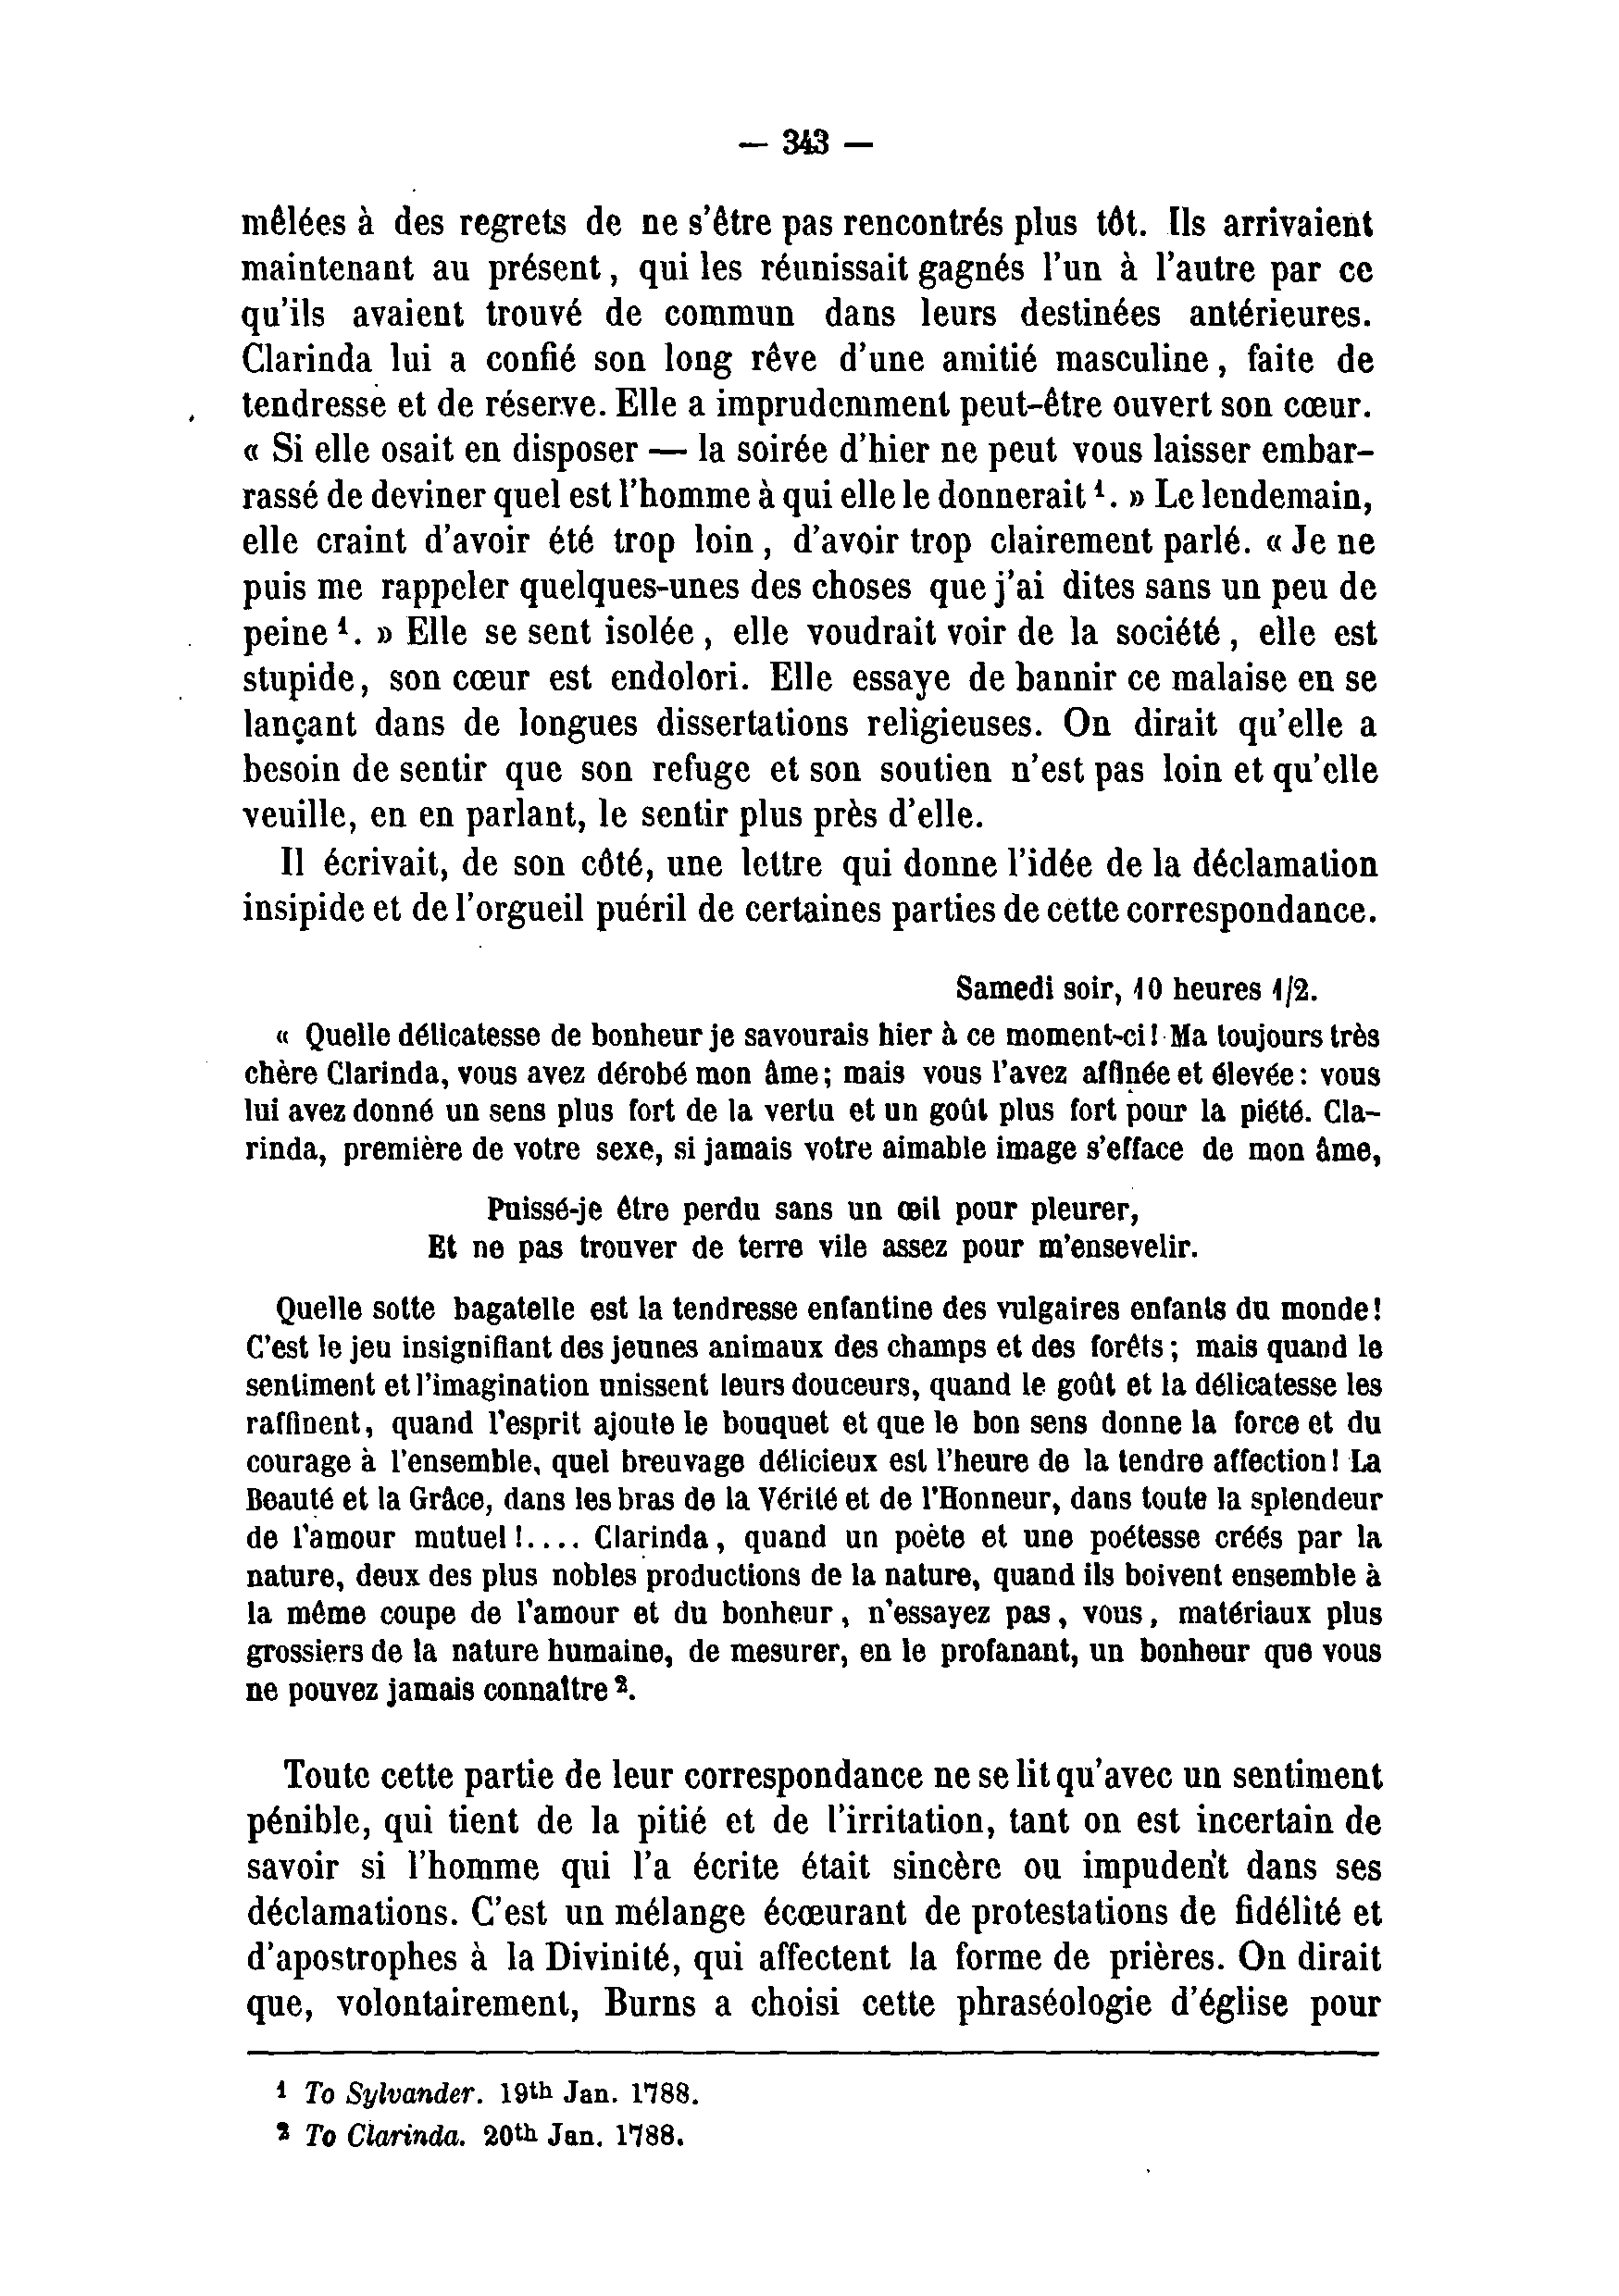 — 343 —
mêlées à des regrets de ne s'être pas rencontrés plus tôt. Ils arrivaient
maintenant au présent, qui les réunissait gagnés l'un à l'autre par ce
qu'ils avaient trouvé de commun dans leurs destinées antérieures.
Clarinda lui a confié son long rêve d'une amitié masculine, faite de
tendresse et de réserve. Elle a imprudemment peut-être ouvert son cœur.
« Si elle osait en disposer — la soirée d'hier ne peut vous laisser embar-
rassé de deviner quel est l'homme à qui elle le donnerait ¹. » Le lendemain,
elle craint d'avoir été trop loin, d'avoir trop clairement parlé. « Je ne
puis me rappeler quelques-unes des choses que j'ai dites sans un peu de
peine ¹. » Elle se sent isolée, elle voudrait voir de la société, elle est
stupide, son cœur est endolori. Elle essaye de bannir ce malaise en se
lançant dans de longues dissertations religieuses. On dirait qu'elle a
besoin de sentir que son refuge et son soutien n'est pas loin et qu'elle
veuille, en en parlant, le sentir plus près d'elle.
Il écrivait, de son côté, une lettre qui donne l'idée de la déclamation
insipide et de l'orgueil puéril de certaines parties de cette correspondance.
Samedi soir, 10 heures 1/2.
« Quelle délicatesse de bonheur je savourais hier à ce moment-ci! Ma toujours très
chère Clarinda, vous avez dérobé mon âme; mais vous l'avez affinée et élevée: vous
lui avez donné un sens plus fort de la vertu et un goût plus fort pour la piété. Cla-
rinda, première de votre sexe, si jamais votre aimable image s'efface de mon âme,
Puissé-je être perdu sans un œil pour pleurer,
Et ne pas trouver de terre vile assez pour m'ensevelir.
Quelle sotte bagatelle est la tendresse enfantine des vulgaires enfants du monde!
C'est le jeu insignifiant des jeunes animaux des champs et des forêts; mais quand le
sentiment et l'imagination unissent leurs douceurs, quand le goût et la délicatesse les
raffinent, quand l'esprit ajoute le bouquet et que le bon sens donne la force et du
courage à l'ensemble, quel breuvage délicieux est l'heure de la tendre affection! La
Beauté et la Grâce, dans les bras de la Vérité et de l'Honneur, dans toute la splendeur
de l'amour mutuel!.... Clarinda, quand un poète et une poétesse créés par la
nature, deux des plus nobles productions de la nature, quand ils boivent ensemble à
la même coupe de l'amour et du bonheur, n'essayez pas, vous, matériaux plus
grossiers de la nature humaine, de mesurer, en le profanant, un bonheur que vous
ne pouvez jamais connaître ².
Toute cette partie de leur correspondance ne se lit qu'avec un sentiment
pénible, qui tient de la pitié et de l'irritation, tant on est incertain de
savoir si l'homme qui l'a écrite était sincère ou impudent dans ses
déclamations. C'est un mélange écœurant de protestations de fidélité et
d'apostrophes à la Divinité, qui affectent la forme de prières. On dirait
que, volontairement, Burns a choisi cette phraséologie d'église pour
¹ To Sylvander. 19th Jan. 1788.
² To Clarinda. 20th Jan. 1788.